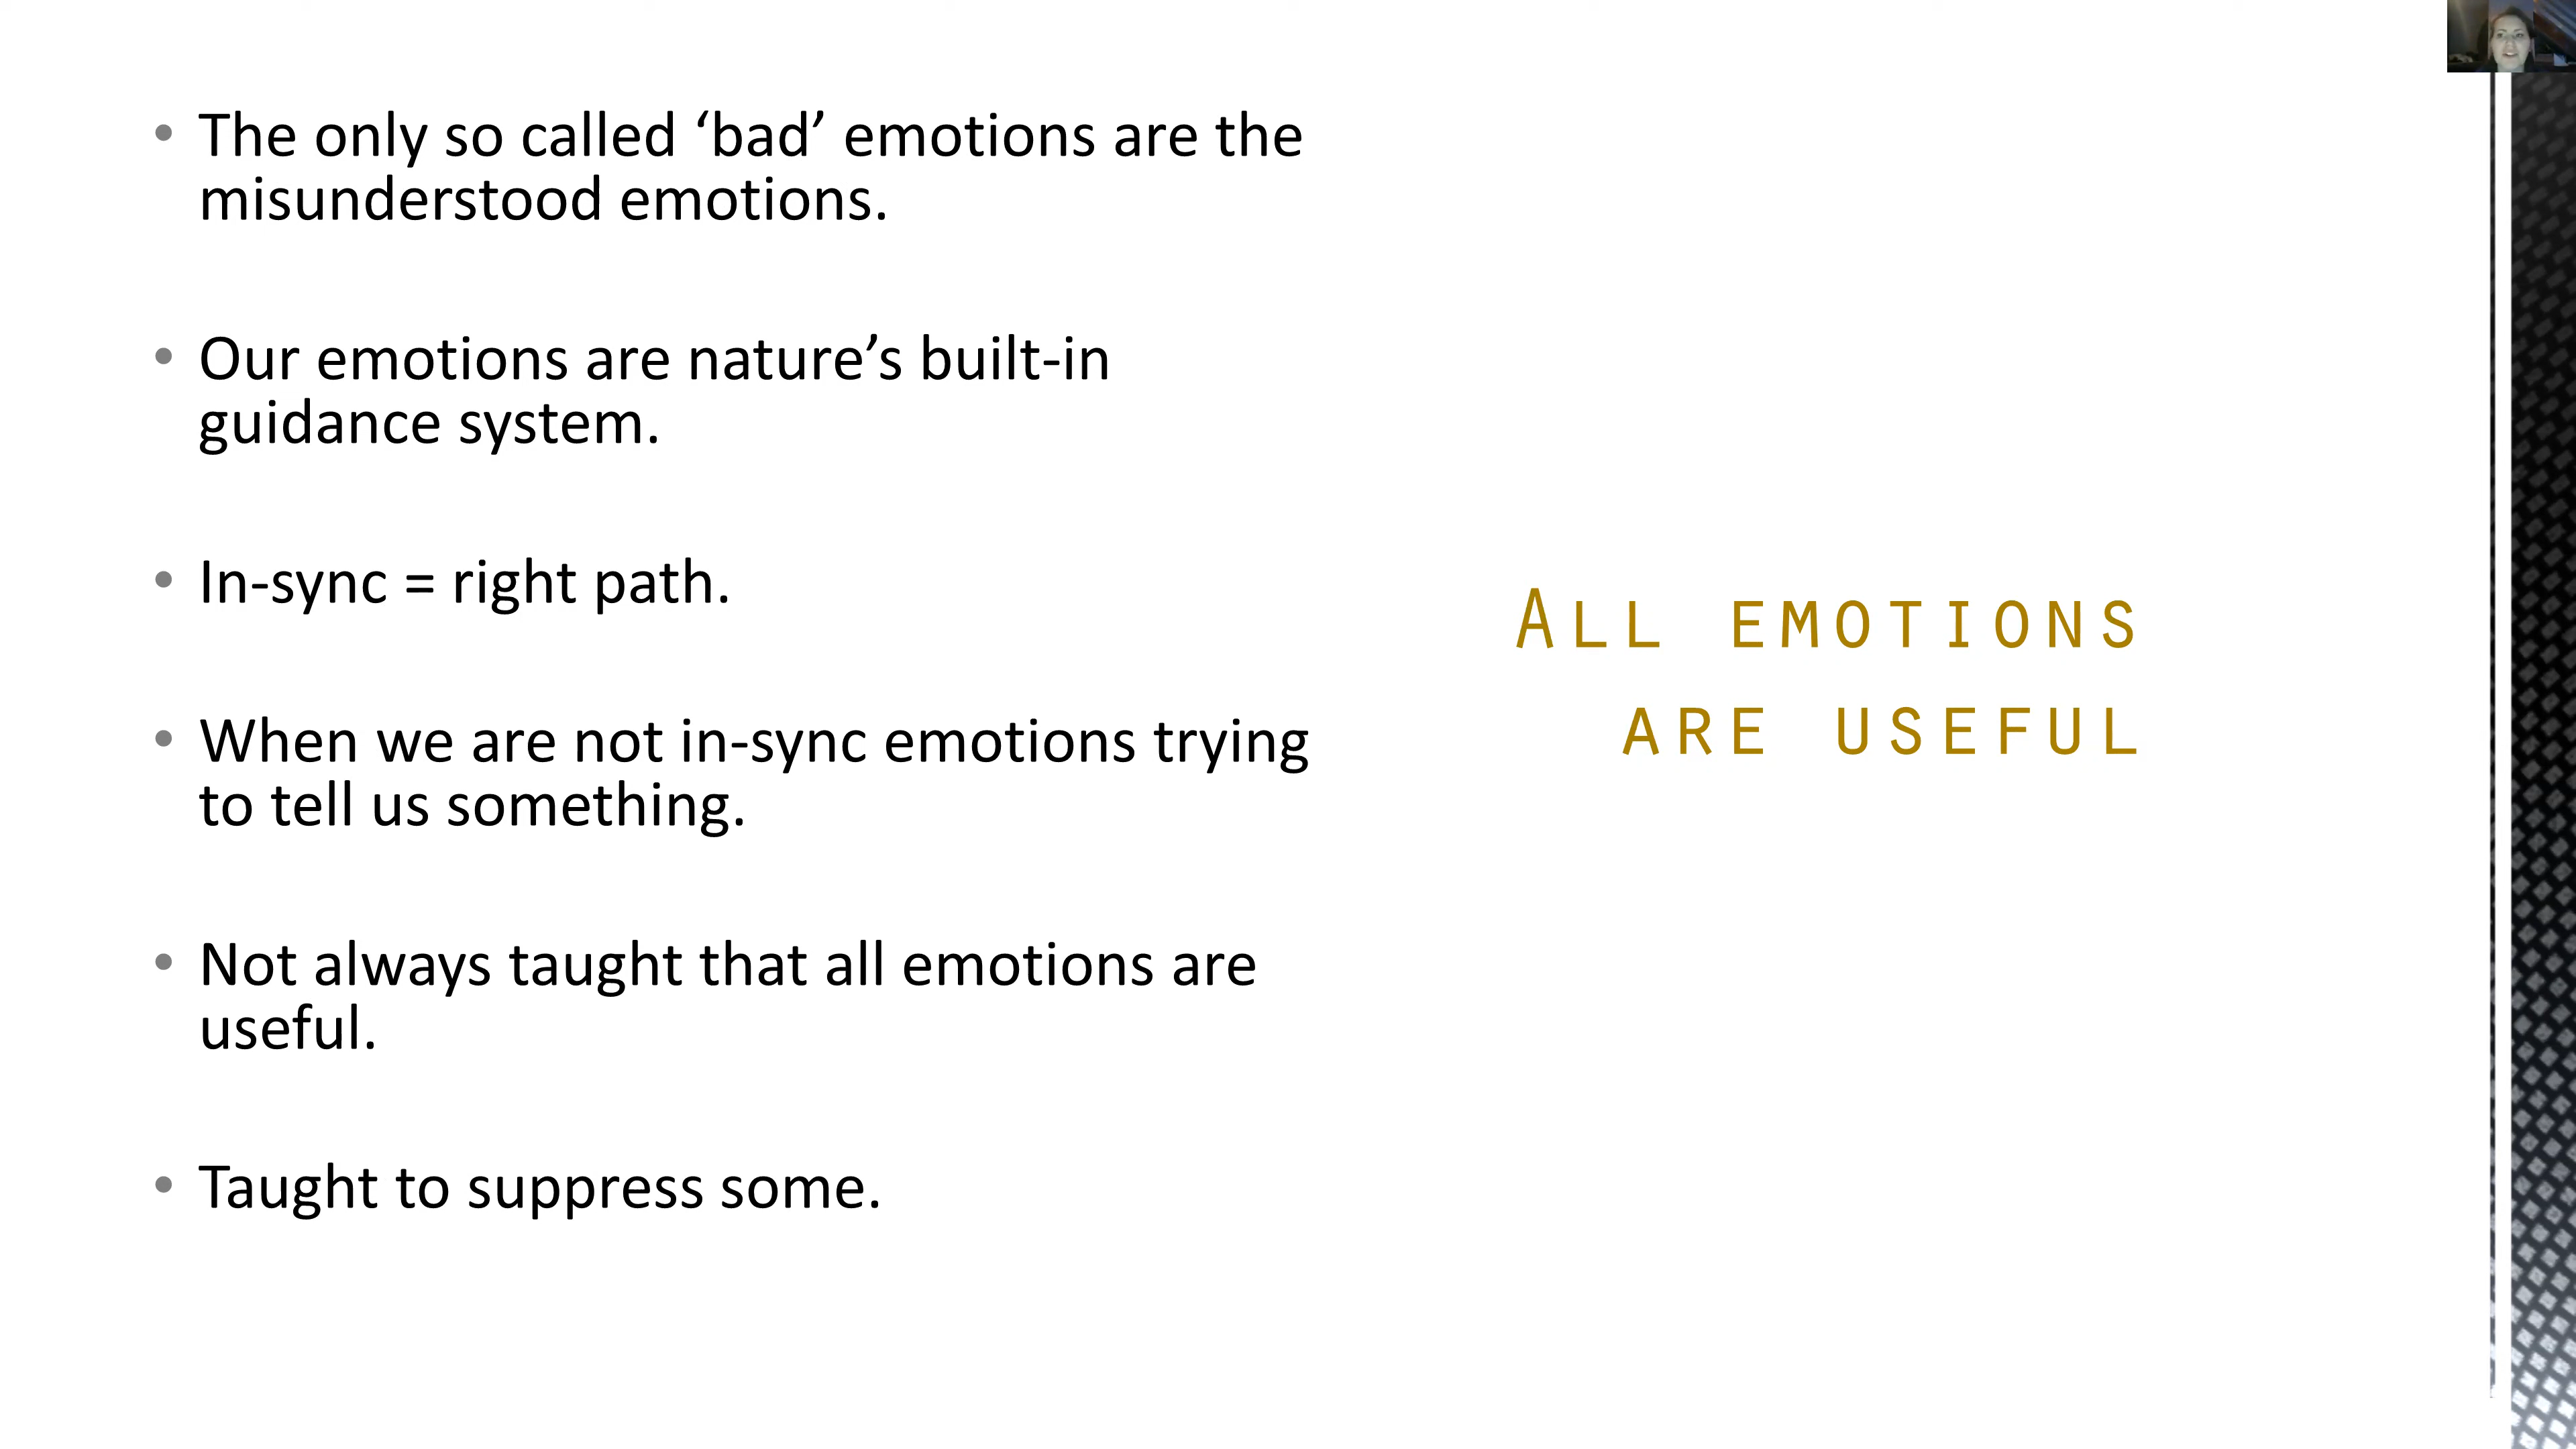 • The only so called ‘bad’ emotions are the
misunderstood emotions.
• Our emotions are nature’s built-in
guidance system.
• In-sync = right path.
• When we are not in-sync emotions trying
to tell us something.
• Not always taught that all emotions are
useful.
• Taught to suppress some.
All emotions
are useful